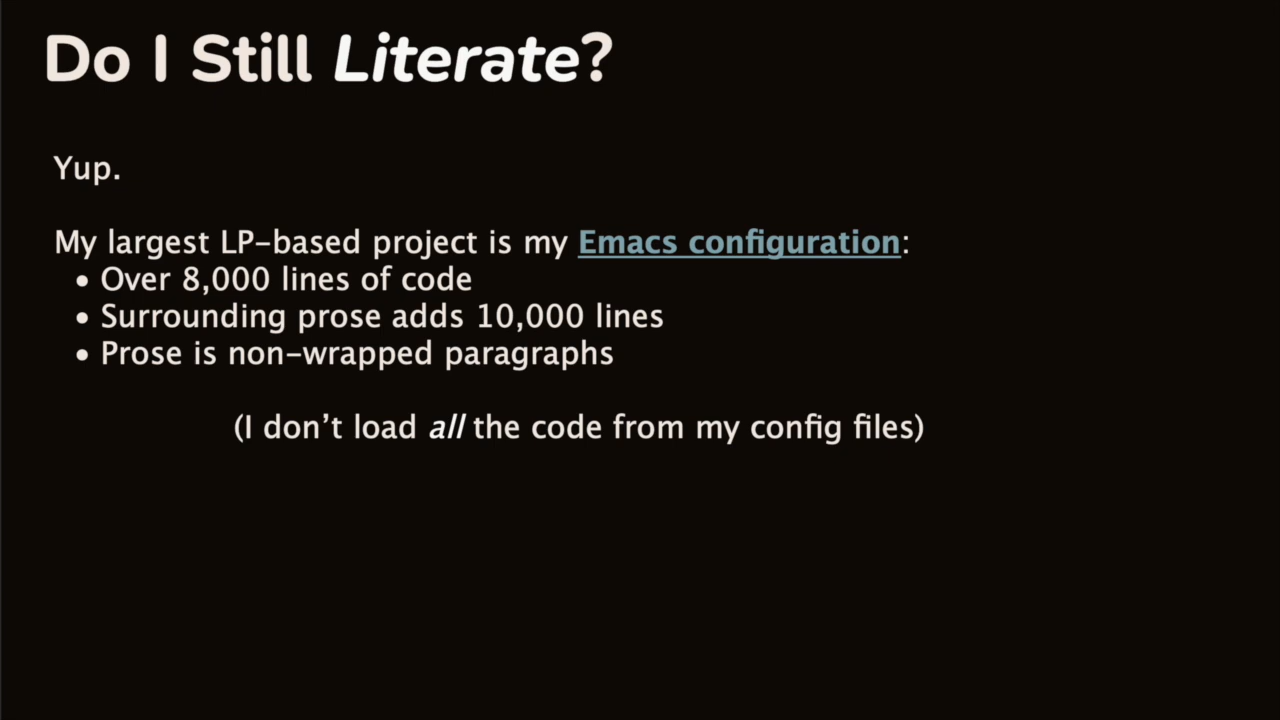 Do I Still Literate?
Yup.
My largest LP-based project is my Emacs configuration:
• Over 8,000 lines of code
• Surrounding prose adds 10,000 lines
• Prose is non-wrapped paragraphs
(I don’t load all the code from my config files)